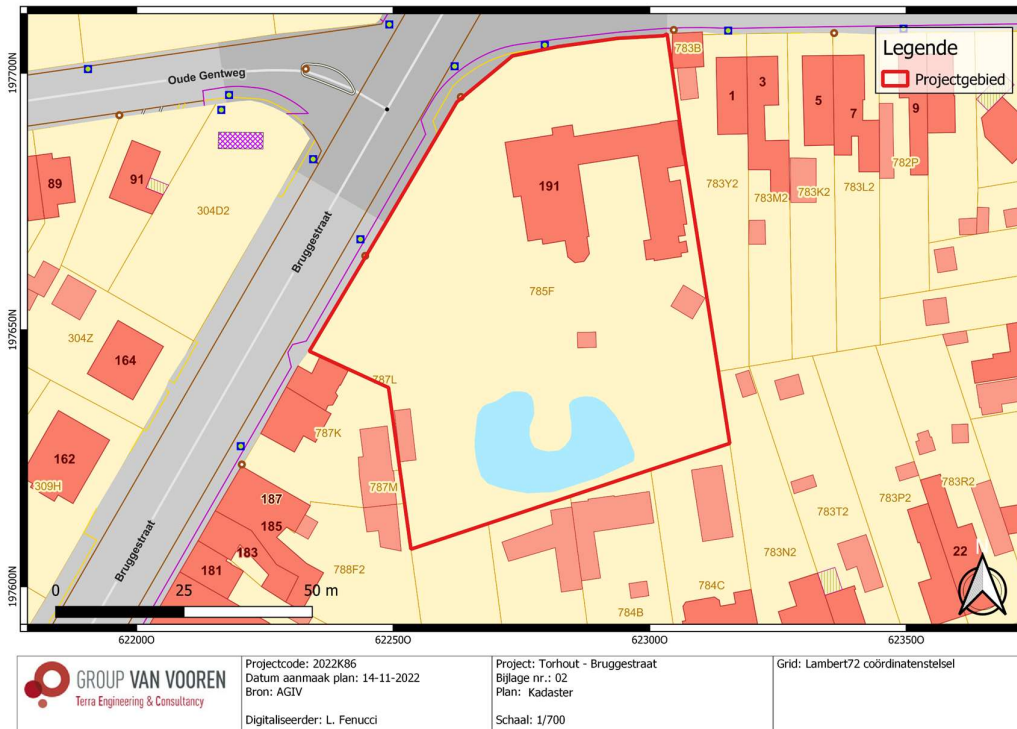 197700N
197650N
197600N
Oude Gentweg
Bruggestraat
Bruggestraat
Legende
Projectgebied
783B
1
3
5
7
9
89
91
304D2
191
783Y2
783M2
783K2
783L2
782P
785F
304Z
164
787L
787K
162
309H
787M
187
185
183
181
788F2
784B
784C
783N2
783T2
783P2
783R2
22
N
0 25 50 m
622000 622500 623000 623500
GROUP VAN VOOREN
Terra Engineering & Consultancy
Projectcode: 2022K86
Datum aanmaak plan: 14-11-2022
Bron: AGIV
Digitaliseerder: L. Fenucci
Project: Torhout - Bruggestraat
Bijlage nr.: 02
Plan: Kadaster
Schaal: 1/700
Grid: Lambert72 coördinatenstelsel